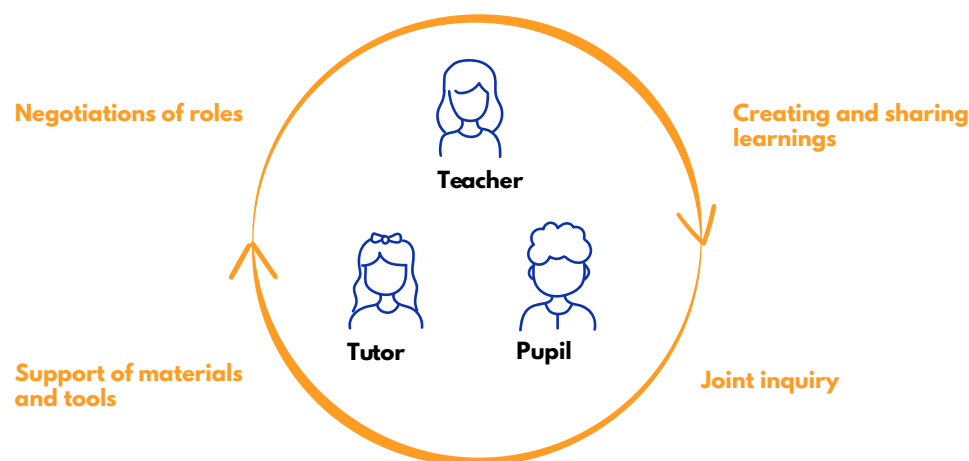 Negotiations of roles
Creating and sharing
learnings
Teacher
Tutor
Pupil
Support of materials
and tools
Joint inquiry